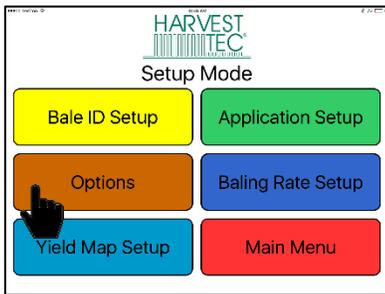 HARVEST
TEC®
Setup Mode
Bale ID Setup
Application Setup
Options
Baling Rate Setup
Yield Map Setup
Main Menu